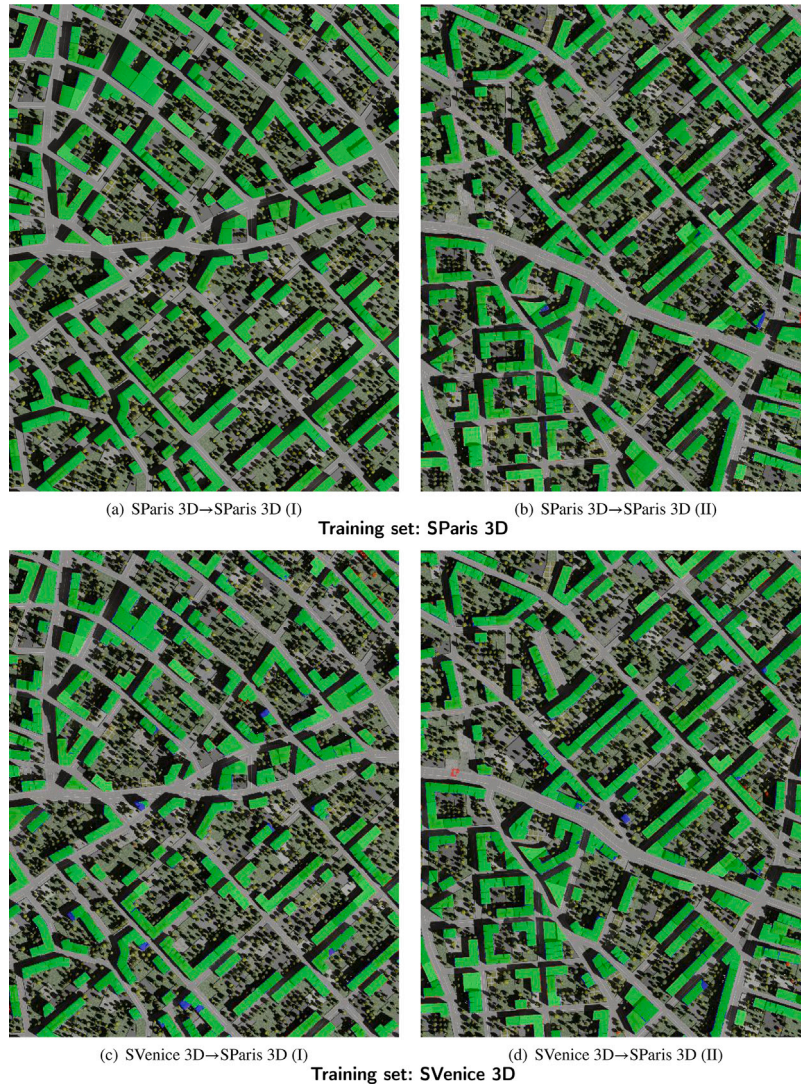 (a) SParis 3D→SParis 3D (I)
(b) SParis 3D→SParis 3D (II)
Training set: SParis 3D
(c) SVenice 3D→SParis 3D (I)
(d) SVenice 3D→SParis 3D (II)
Training set: SVenice 3D